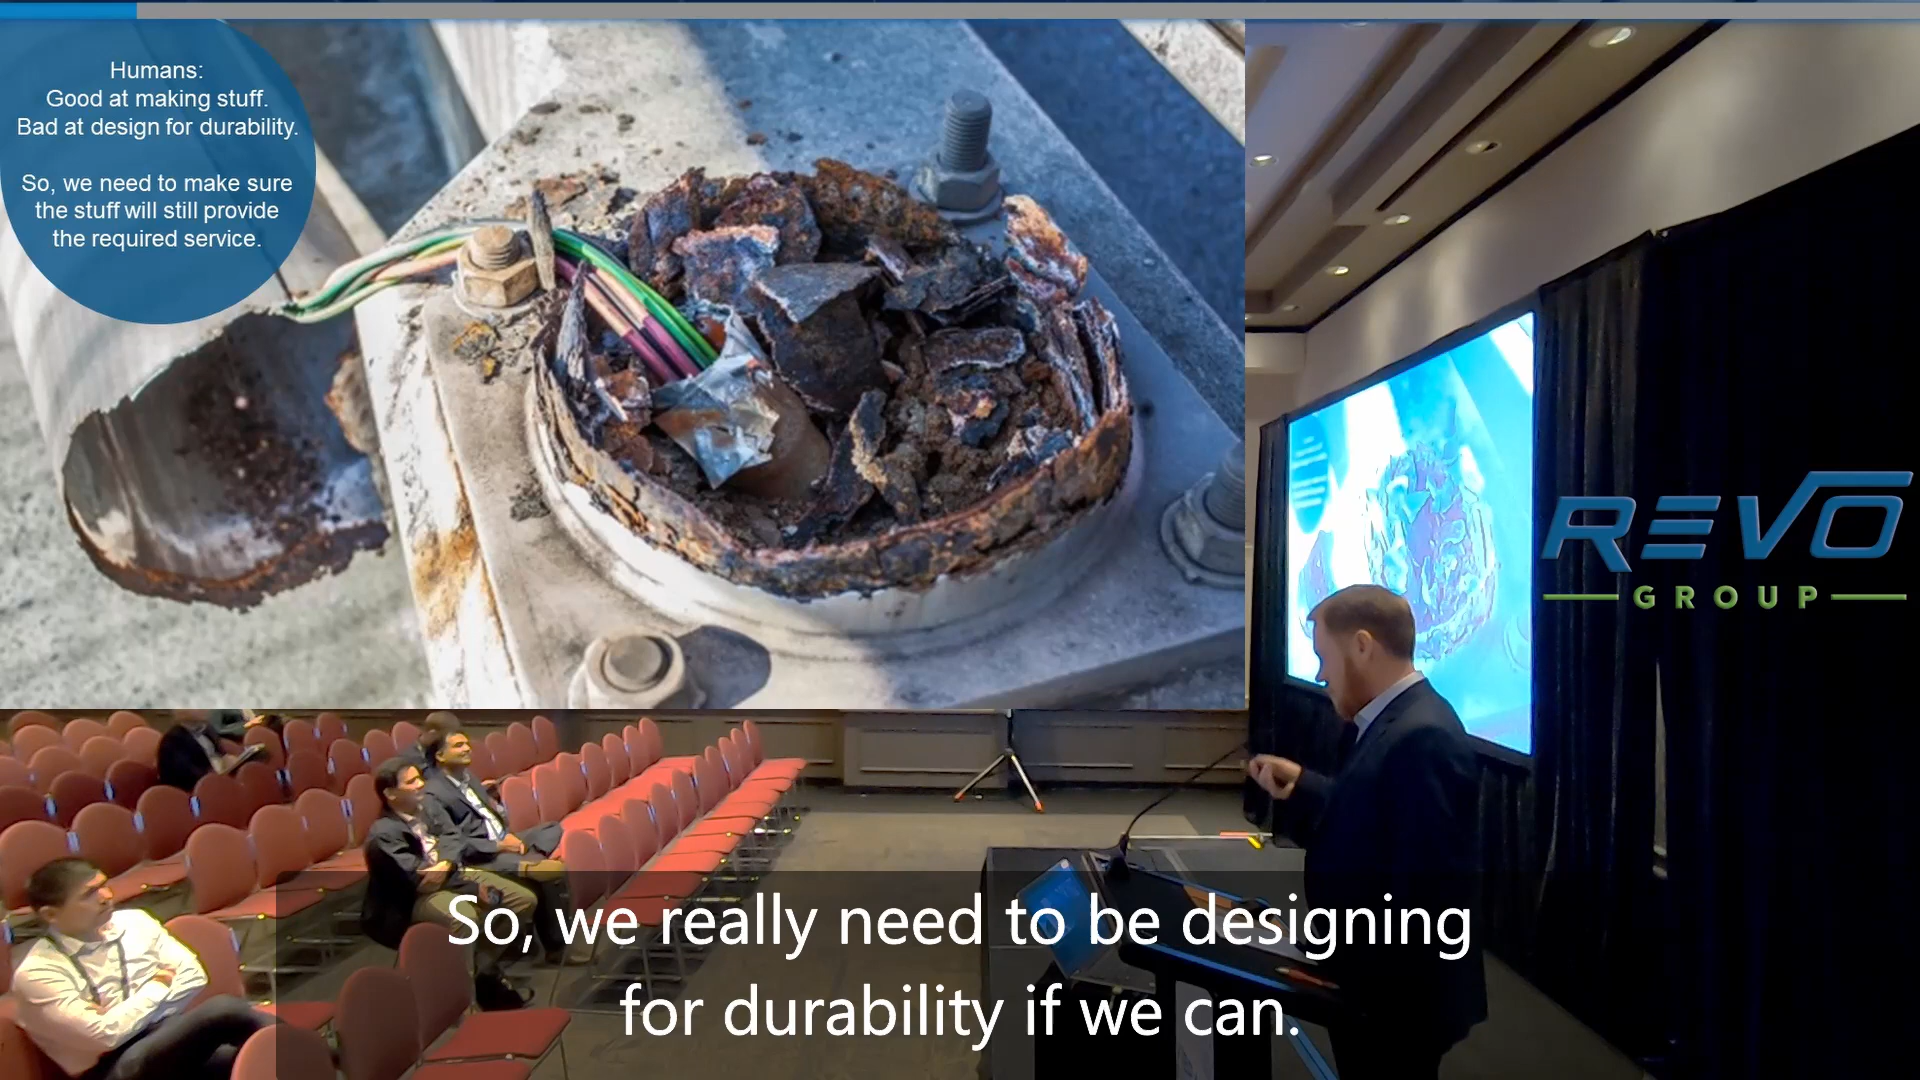 Humans:
Good at making stuff.
Bad at design for durability.
So, we need to make sure
the stuff will still provide
the required service.
REVO
GROUP
So, we really need to be designing
for durability if we can.